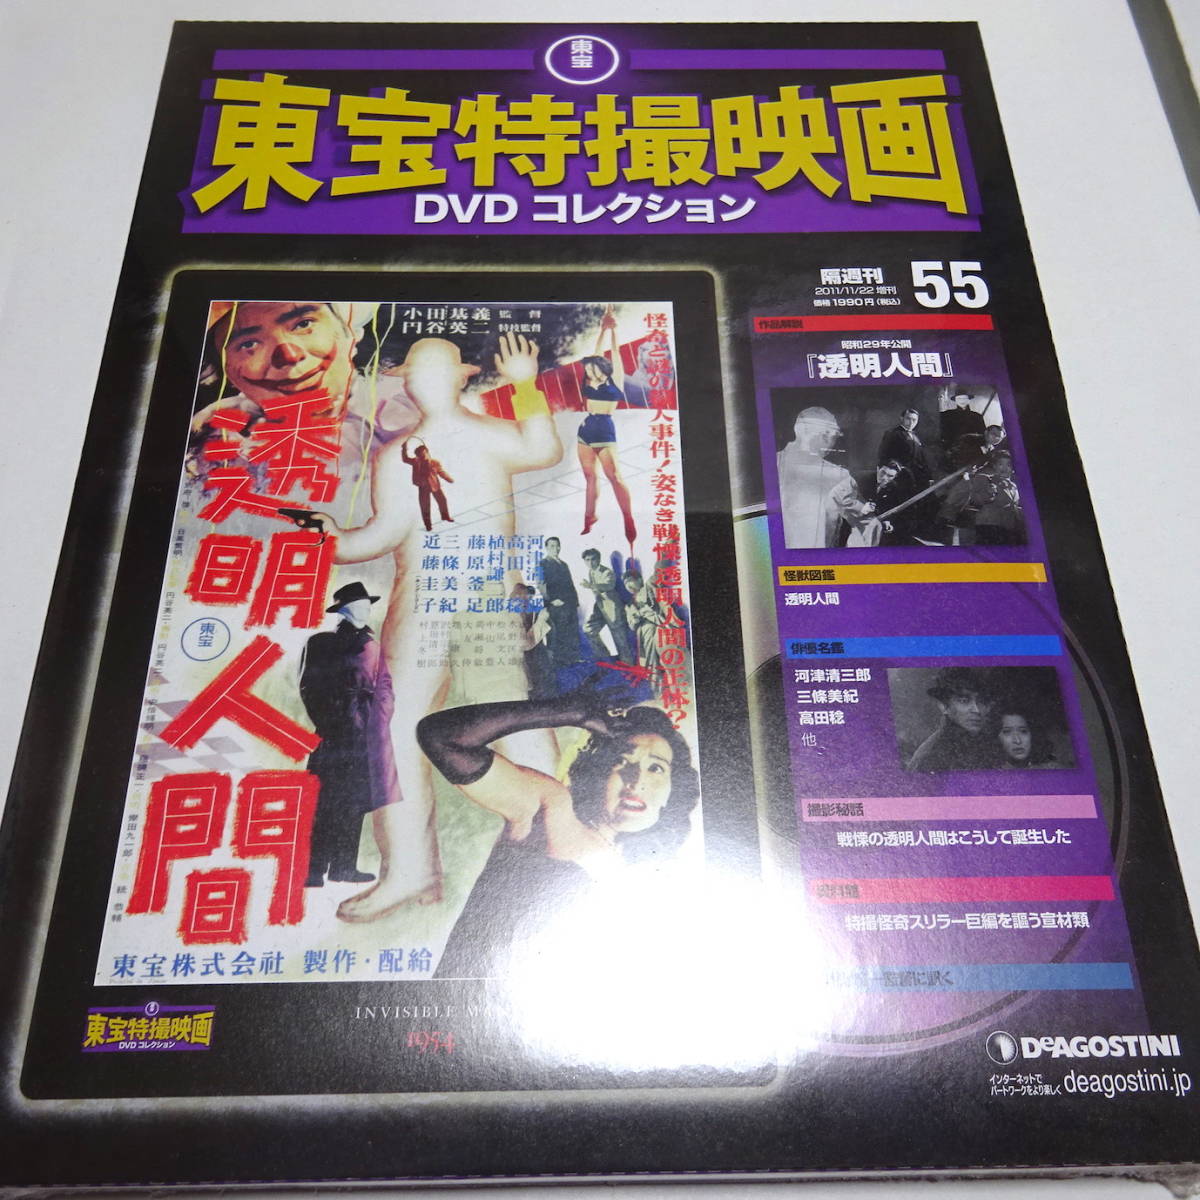 東宝
東宝特撮映画
DVD コレクション
隔週刊
2011/11/22 増刊
価格1990円(税込)
55
小田基義 監督
円谷英二 特技監督
怪奇と謎の殺人事件!姿なき戦慄・透明人間の正体?
透明人間
東宝
近藤圭子
三條美紀
藤原釜足
植村謙二郎
高田稔
河津清三郎
東宝株式会社 製作・配給
INVISIBLE
1954
東宝特撮映画
DVD コレクション
作品解説
昭和29年公開
『透明人間』
怪獣図鑑
透明人間
俳優名鑑
河津清三郎
三條美紀
高田稔
他
撮影秘話
戦慄の透明人間はこうして誕生した
特撮怪奇スリラー巨編を謳う宣材類
監督に訊く
DeAGOSTINI
インターネットで
パートワークをより楽しく
deagostini.jp